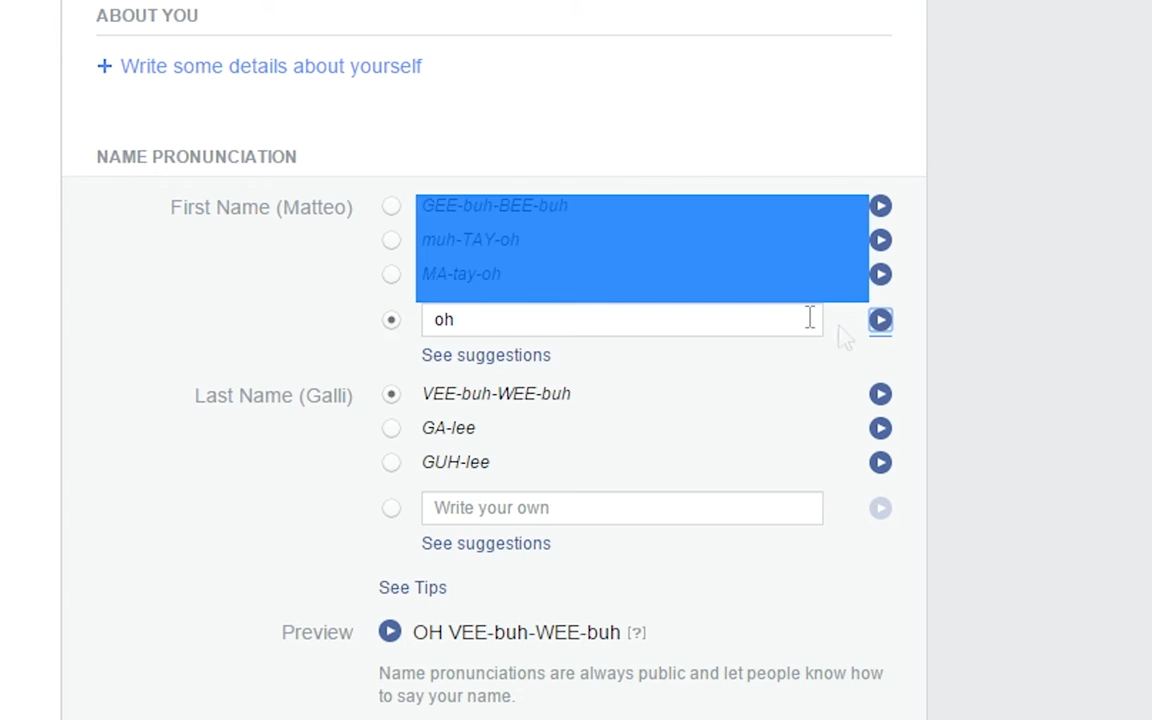 ABOUT YOU
+ Write some details about yourself
NAME PRONUNCIATION
First Name (Matteo)
GEE-buh-BEE-buh
muh-TAY-oh
MA-tay-oh
oh
See suggestions
Last Name (Galli)
VEE-buh-WEE-buh
GA-lee
GUH-lee
Write your own
See suggestions
See Tips
Preview
OH VEE-buh-WEE-buh [?]
Name pronunciations are always public and let people know how
to say your name.